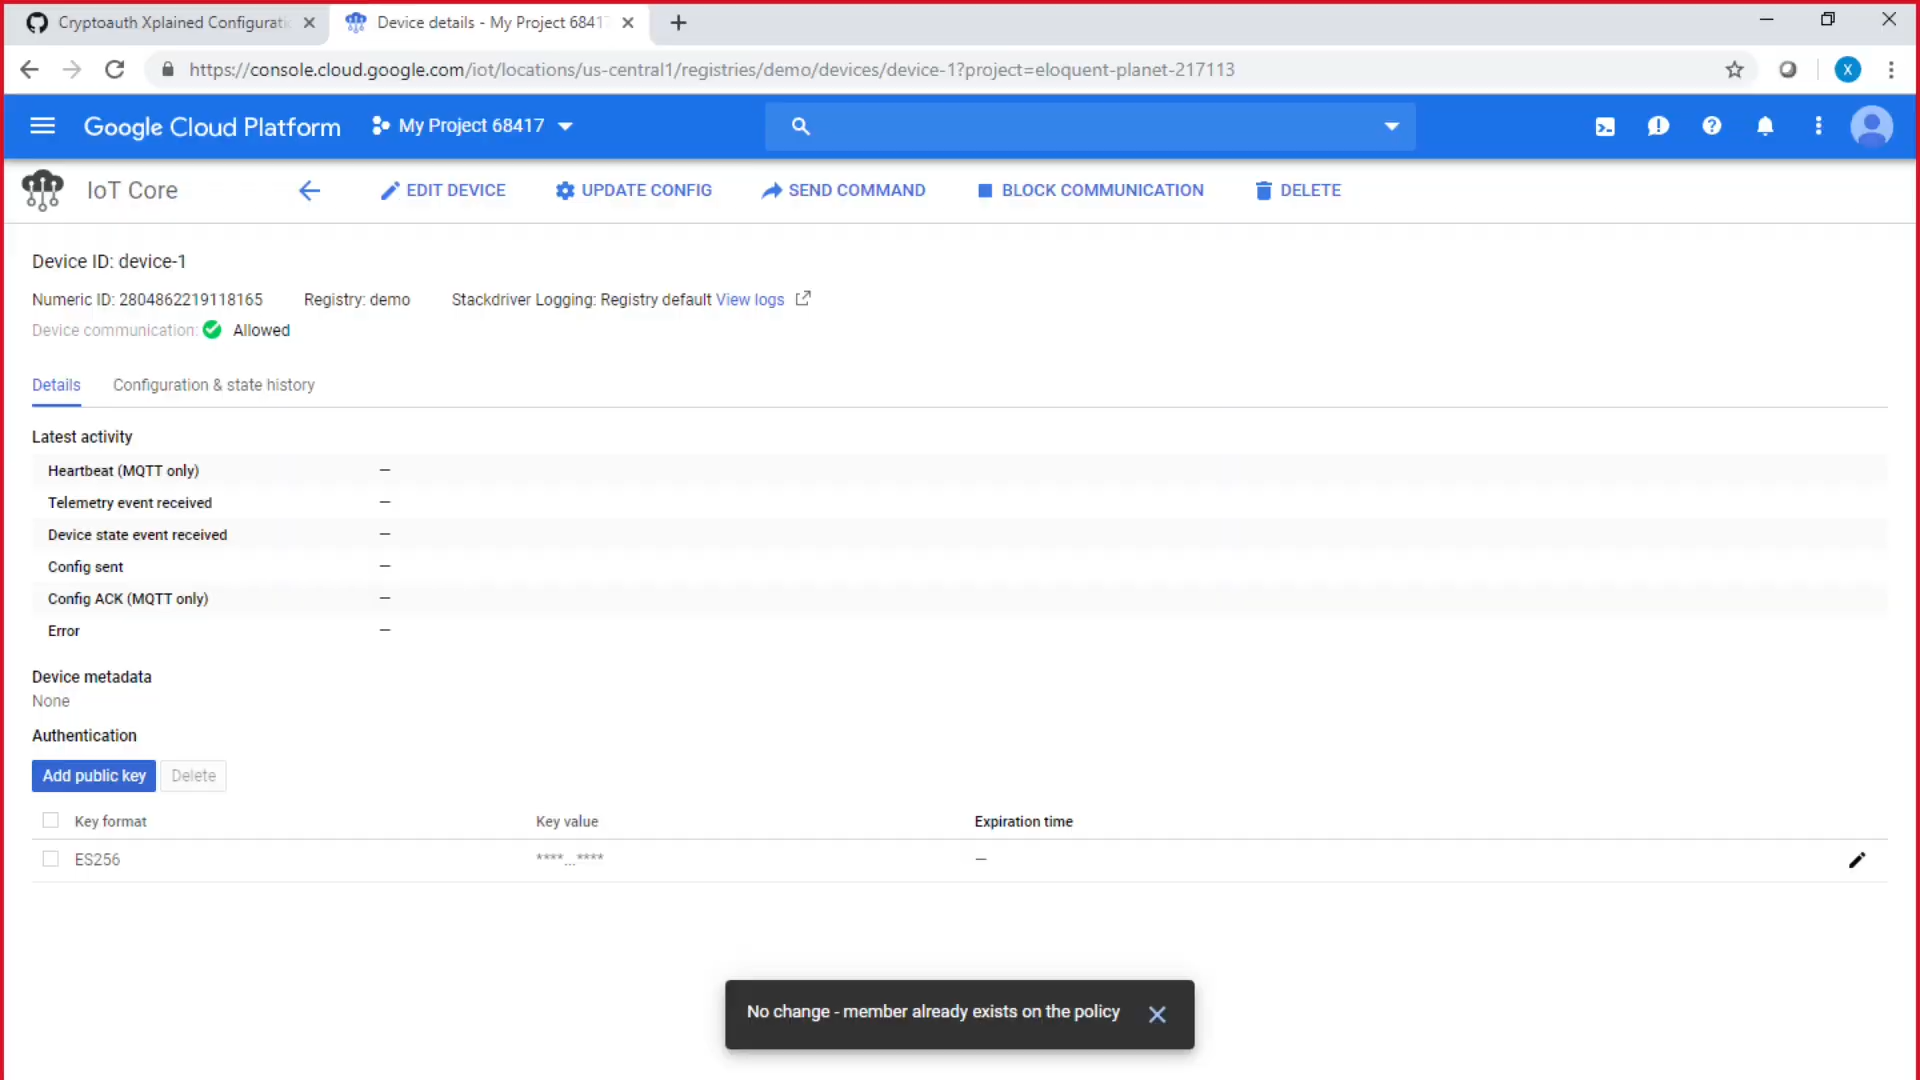 Cryptoauth Xplained Configurati
Device details - My Project 68417
https://console.cloud.google.com/iot/locations/us-central1/registries/demo/devices/device-1?project=eloquent-planet-217113
X
Google Cloud Platform
My Project 68417
IoT Core
EDIT DEVICE
UPDATE CONFIG
SEND COMMAND
BLOCK COMMUNICATION
DELETE
Device ID: device-1
Numeric ID: 2804862219118165 Registry: demo Stackdriver Logging: Registry default View logs
Device communication: Allowed
Details Configuration & state history
Latest activity
Heartbeat (MQTT only) —
Telemetry event received —
Device state event received —
Config sent —
Config ACK (MQTT only) —
Error —
Device metadata
None
Authentication
Add public key Delete
Key format Key value Expiration time
ES256 ****...**** —
No change - member already exists on the policy